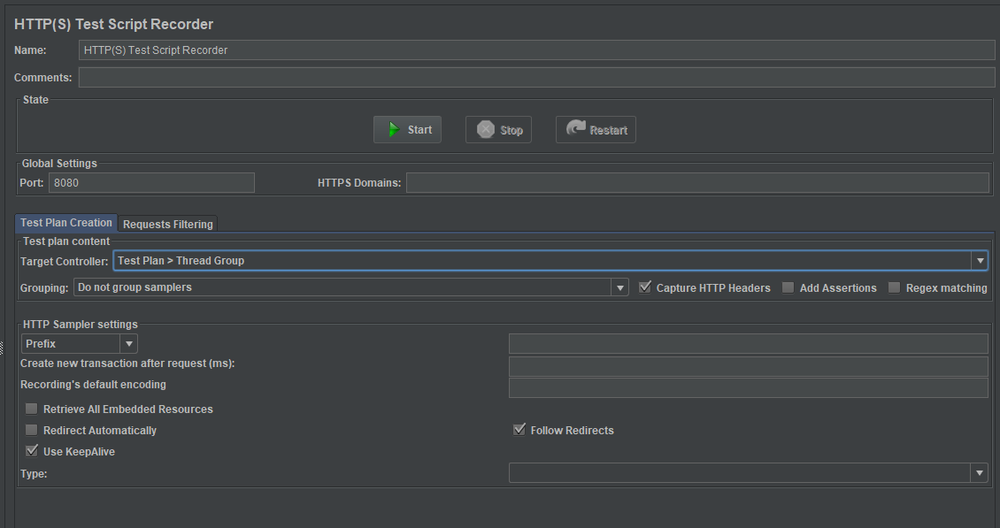 HTTP(S) Test Script Recorder
Name: HTTP(S) Test Script Recorder
Comments:
State
Start Stop Restart
Global Settings
Port: 8080 HTTPS Domains:
Test Plan Creation Requests Filtering
Test plan content
Target Controller: Test Plan > Thread Group
Grouping: Do not group samplers Capture HTTP Headers Add Assertions Regex matching
HTTP Sampler settings
Prefix
Create new transaction after request (ms):
Recording's default encoding
Retrieve All Embedded Resources
Redirect Automatically Follow Redirects
Use KeepAlive
Type: